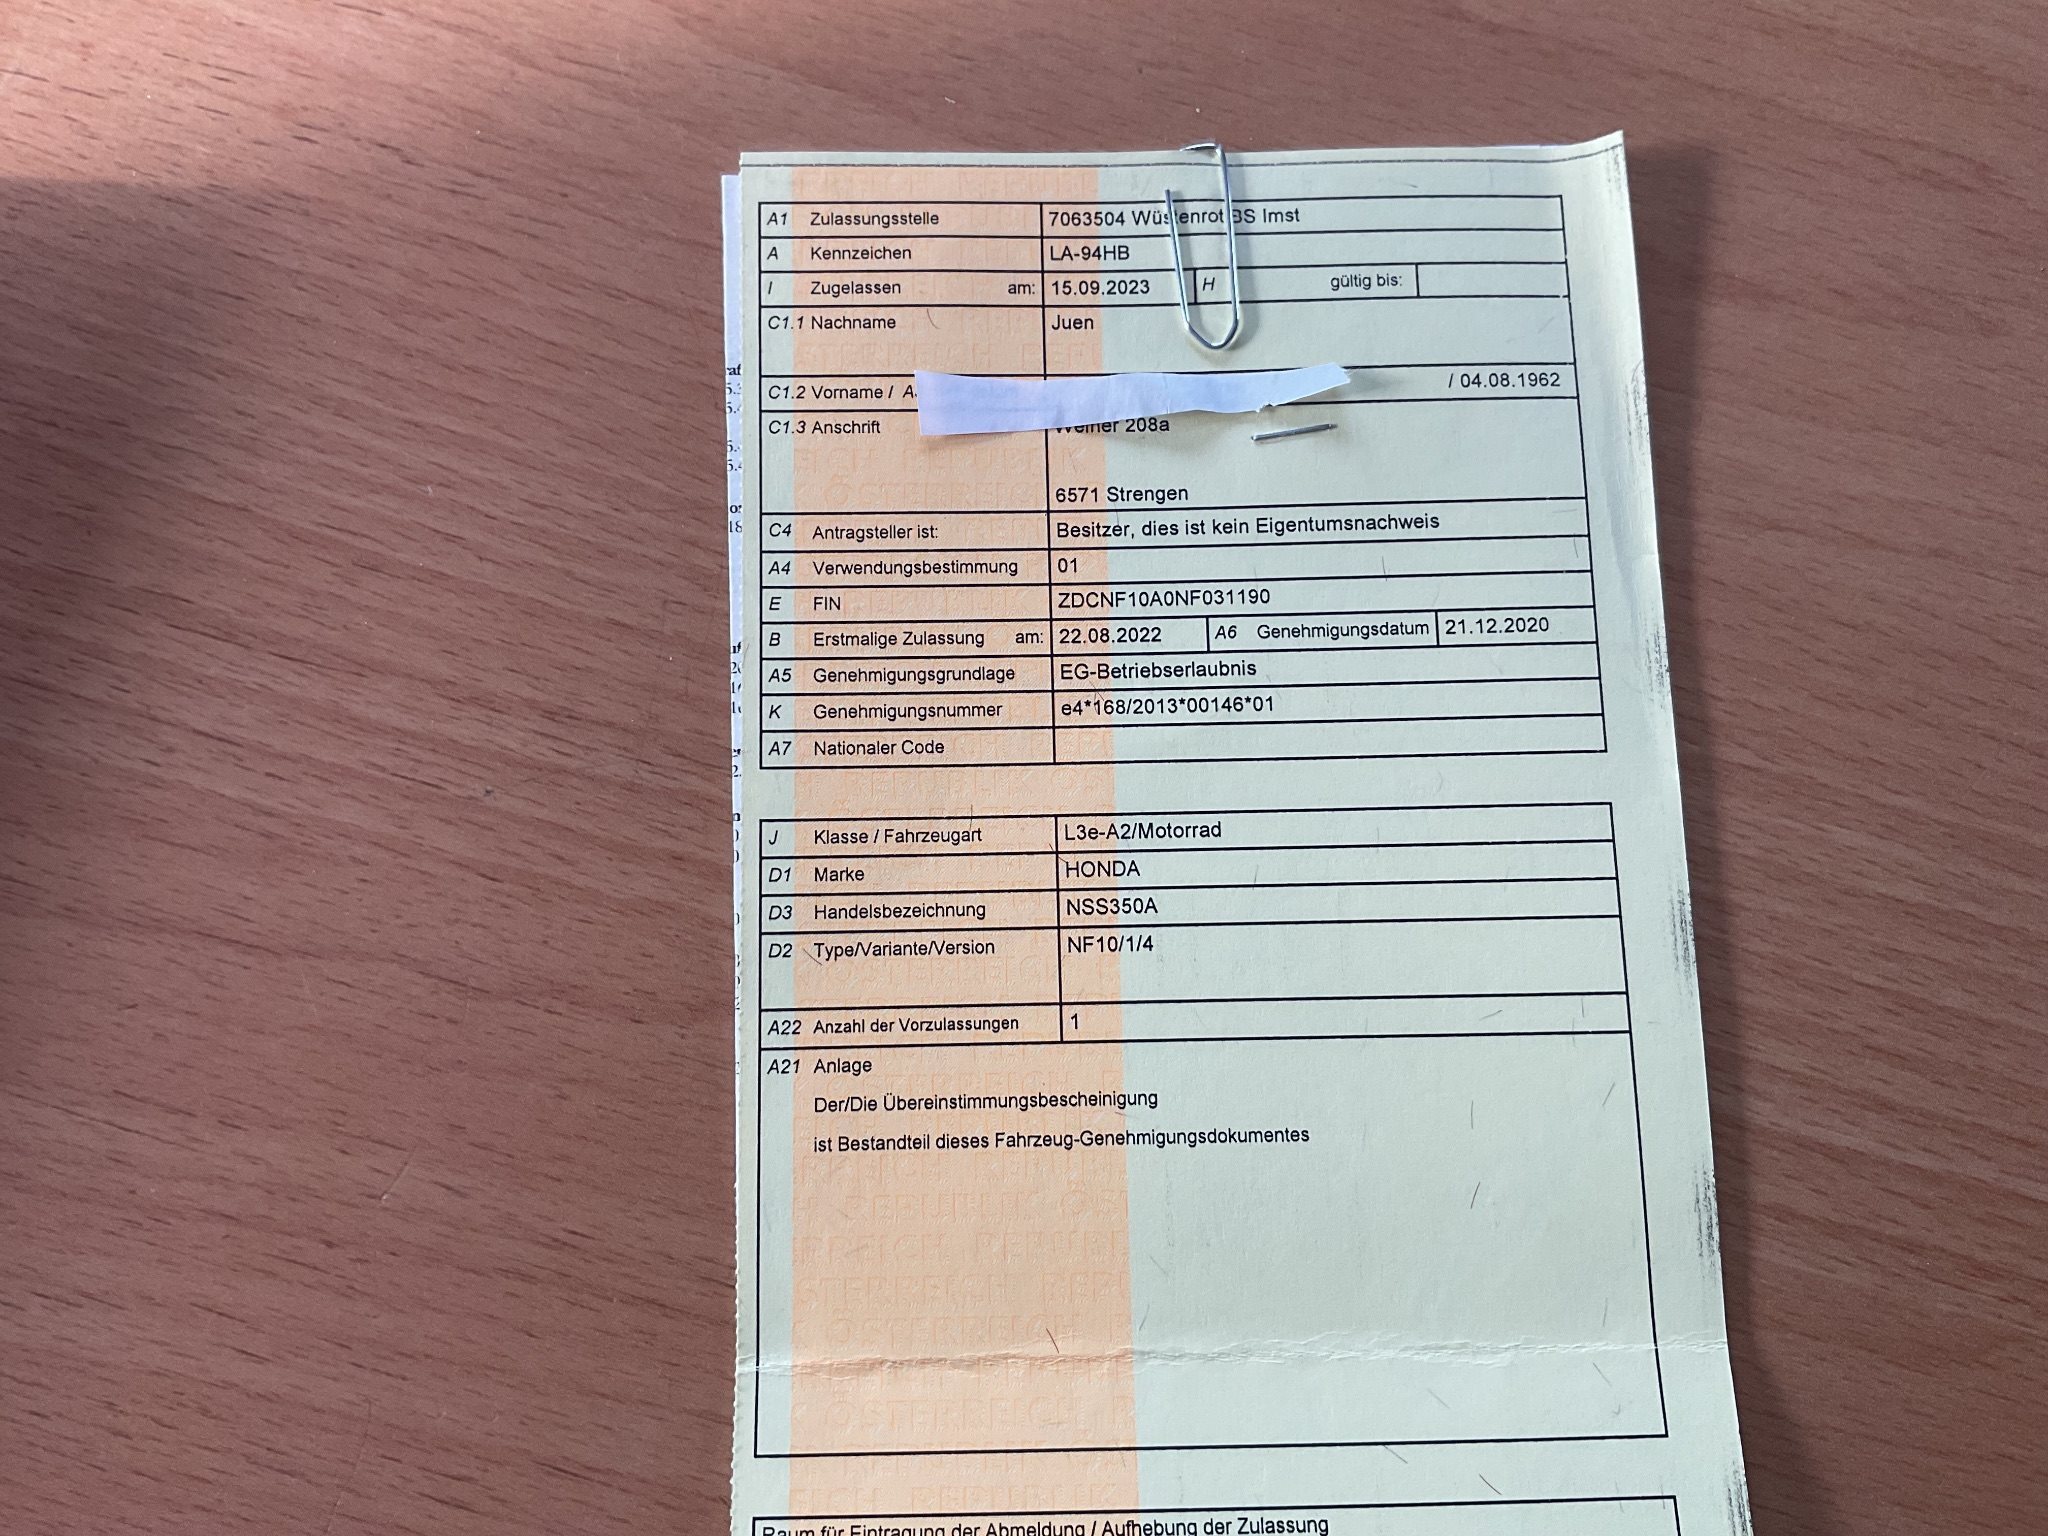 A1 Zulassungsstelle 7063504 Wüstenrot BS Imst
A Kennzeichen LA-94HB
I Zugelassen am: 15.09.2023 H gültig bis:
C1.1 Nachname Juen
C1.2 Vorname / / 04.08.1962
C1.3 Anschrift 208a
6571 Strengen
C4 Antragsteller ist: Besitzer, dies ist kein Eigentumsnachweis
A4 Verwendungsbestimmung 01
E FIN ZDCNF10A0NF031190
B Erstmalige Zulassung am: 22.08.2022 A6 Genehmigungsdatum 21.12.2020
A5 Genehmigungsgrundlage EG-Betriebserlaubnis
K Genehmigungsnummer e4*168/2013*00146*01
A7 Nationaler Code
J Klasse / Fahrzeugart L3e-A2/Motorrad
D1 Marke HONDA
D3 Handelsbezeichnung NSS350A
D2 Type/Variante/Version NF10/1/4
A22 Anzahl der Vorzulassungen 1
A21 Anlage
Der/Die Übereinstimmungsbescheinigung
ist Bestandteil dieses Fahrzeug-Genehmigungsdokumentes
Raum für Eintragung der Abmeldung / Aufhebung der Zulassung